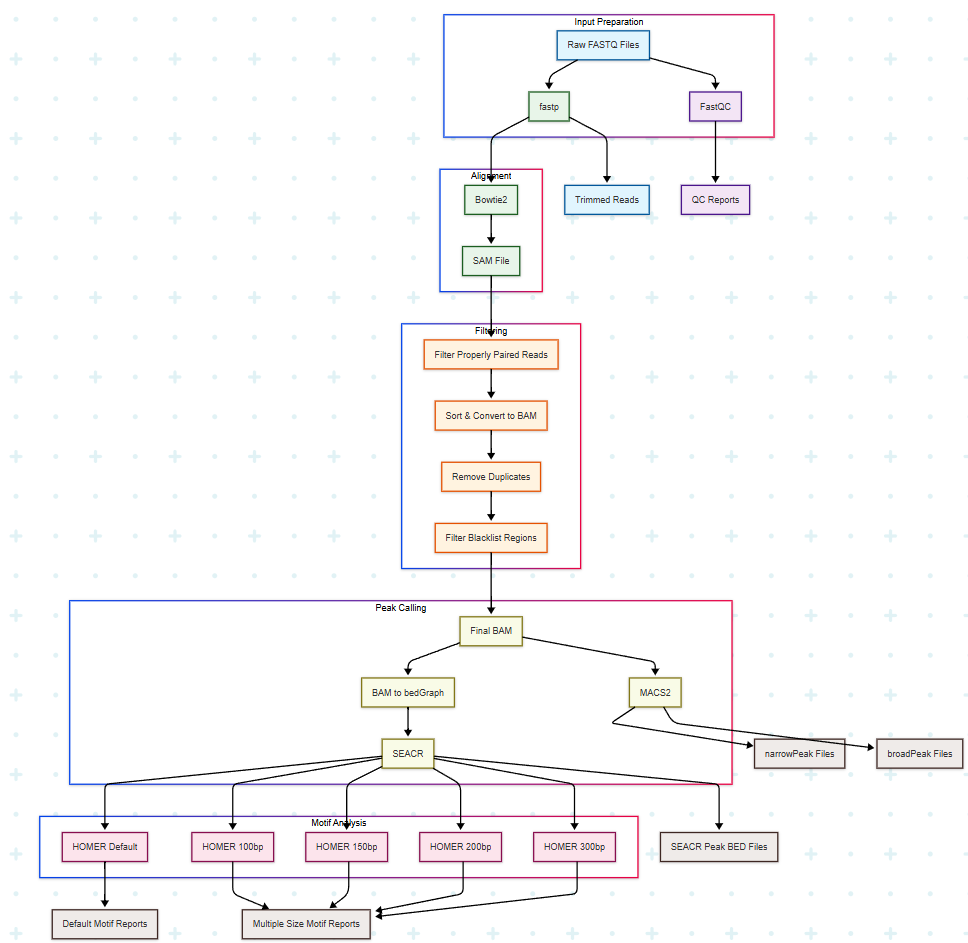 Input Preparation
Raw FASTQ Files
fastp
FastQC
Alignment
Bowtie2
Trimmed Reads
QC Reports
SAM File
Filtering
Filter Properly Paired Reads
Sort & Convert to BAM
Remove Duplicates
Filter Blacklist Regions
Peak Calling
Final BAM
BAM to bedGraph
MACS2
SEACR
narrowPeak Files
broadPeak Files
Motif Analysis
HOMER Default
HOMER 100bp
HOMER 150bp
HOMER 200bp
HOMER 300bp
SEACR Peak BED Files
Default Motif Reports
Multiple Size Motif Reports